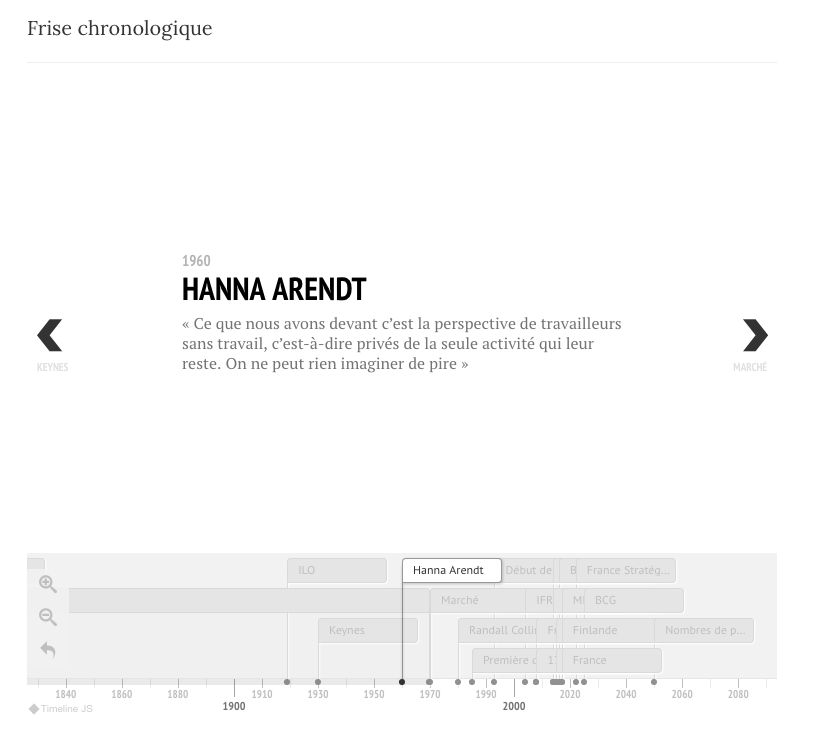 Frise chronologique
1960
HANNA ARENDT
« Ce que nous avons devant c’est la perspective de travailleurs
sans travail, c’est-à-dire privés de la seule activité qui leur
reste. On ne peut rien imaginer de pire »
KEYNES
MARCHÉ
ILO
Hanna Arendt
Début de
B
France Stratég...
Marché
IFR
BCG
Keynes
Randall Colli
Finlande
Nombres de p...
Première
France
1840
1860
1880
1910
1930
1950
1970
1990
2020
2040
2060
2080
1900
2000
Timeline JS